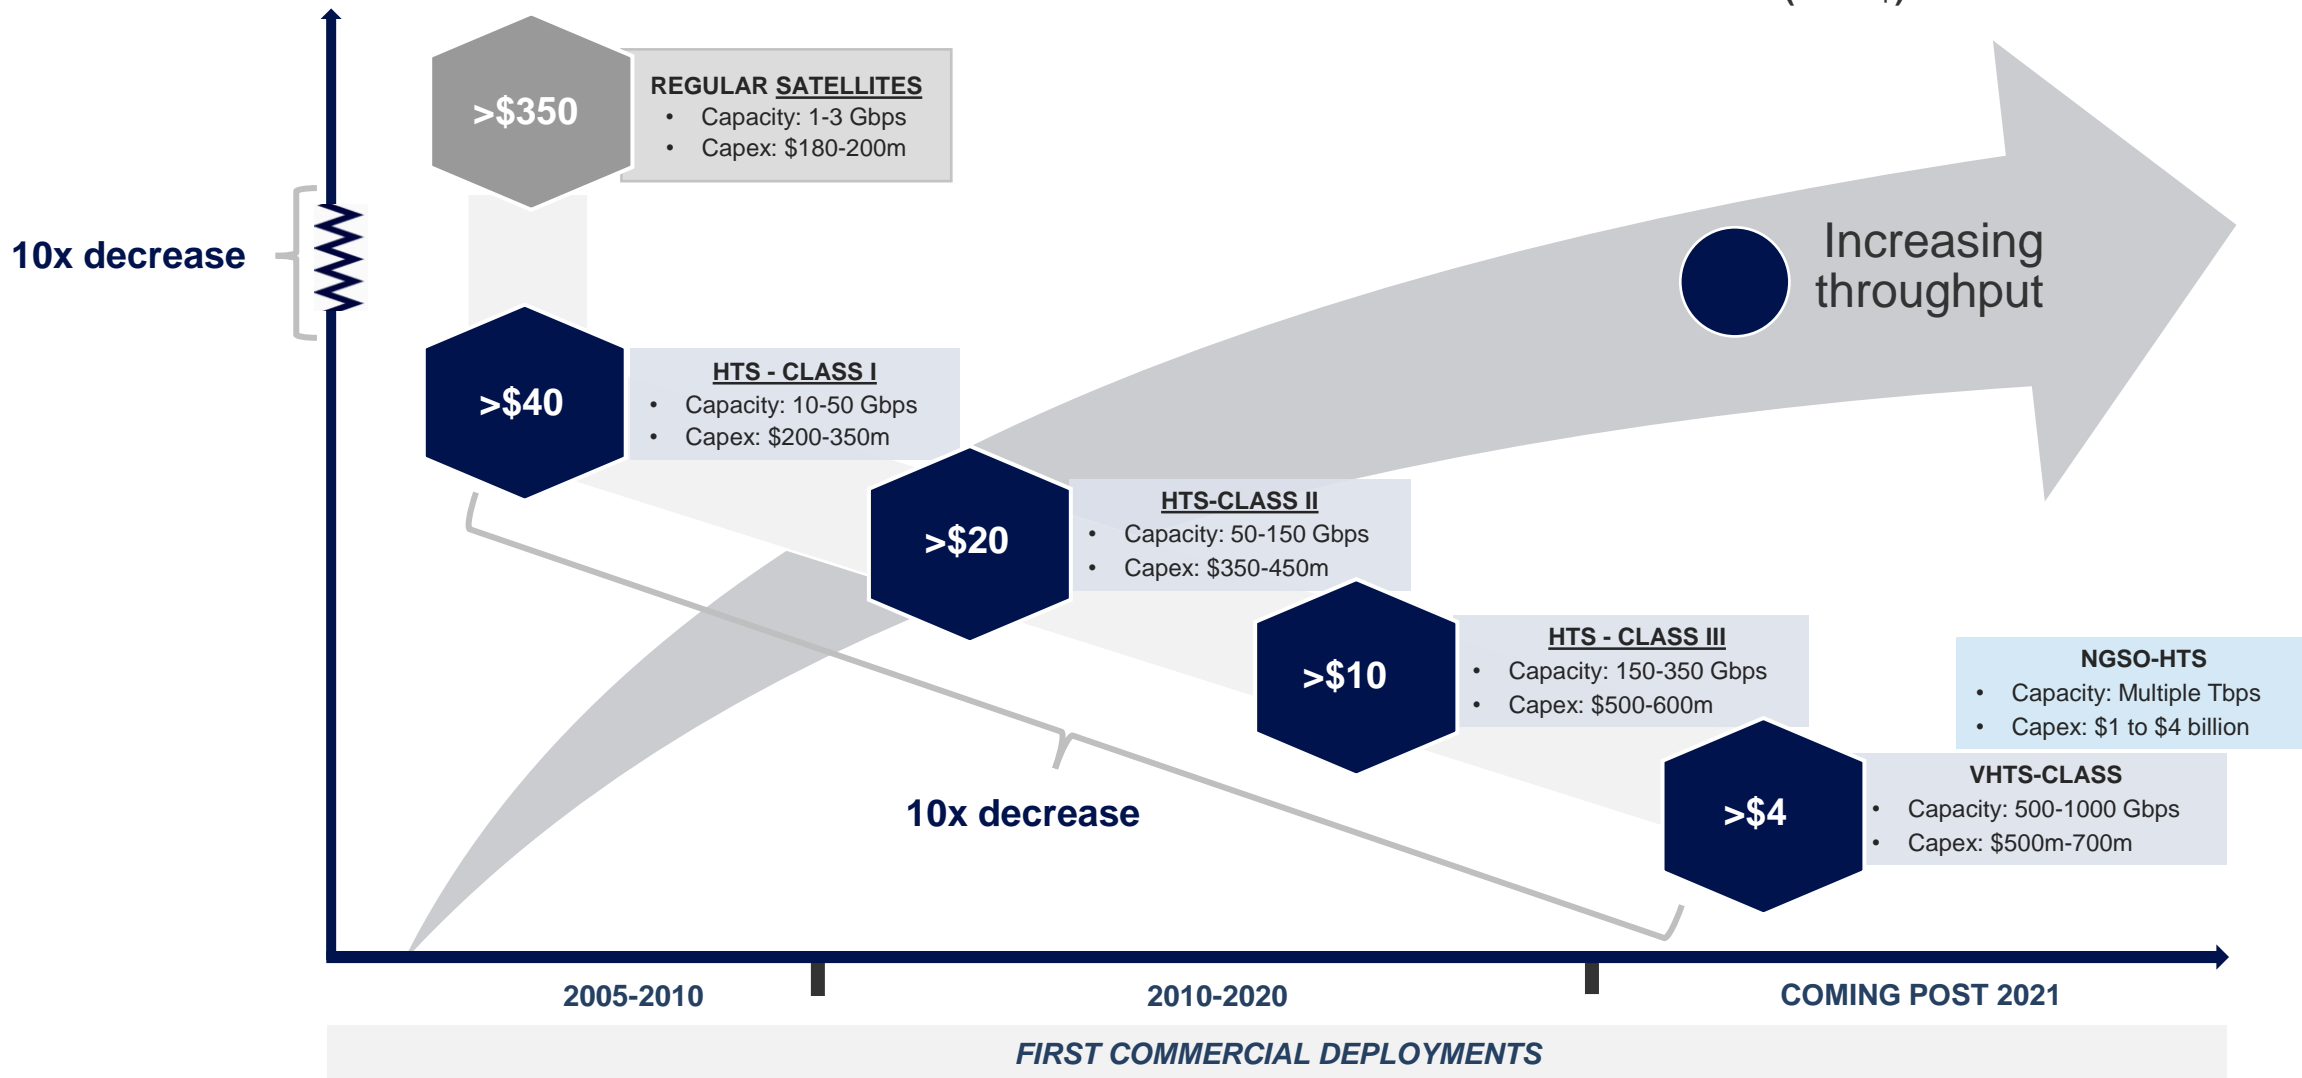 >$350
REGULAR SATELLITES
• Capacity: 1-3 Gbps
• Capex: $180-200m
10x decrease
Increasing
throughput
>$40
HTS - CLASS I
• Capacity: 10-50 Gbps
• Capex: $200-350m
>$20
HTS-CLASS II
• Capacity: 50-150 Gbps
• Capex: $350-450m
>$10
HTS - CLASS III
• Capacity: 150-350 Gbps
• Capex: $500-600m
NGSO-HTS
• Capacity: Multiple Tbps
• Capex: $1 to $4 billion
>$4
VHTS-CLASS
• Capacity: 500-1000 Gbps
• Capex: $500m-700m
10x decrease
2005-2010
2010-2020
COMING POST 2021
FIRST COMMERCIAL DEPLOYMENTS